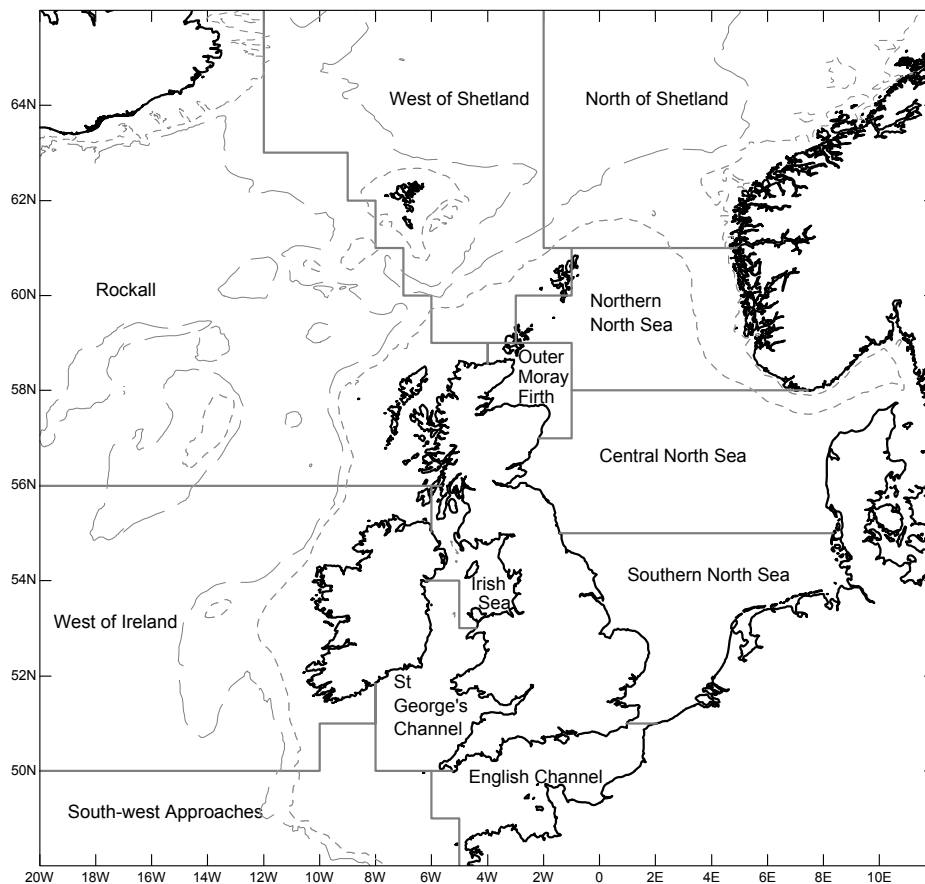 64N
West of Shetland
North of Shetland
62N
60N
Rockall
Northern
North Sea
58N
Outer
Moray
Firth
Central North Sea
56N
54N
Irish
Sea
Southern North Sea
West of Ireland
52N
St
George's
Channel
50N
English Channel
South-west Approaches
20W 18W 16W 14W 12W 10W 8W 6W 4W 2W 0 2E 4E 6E 8E 10E